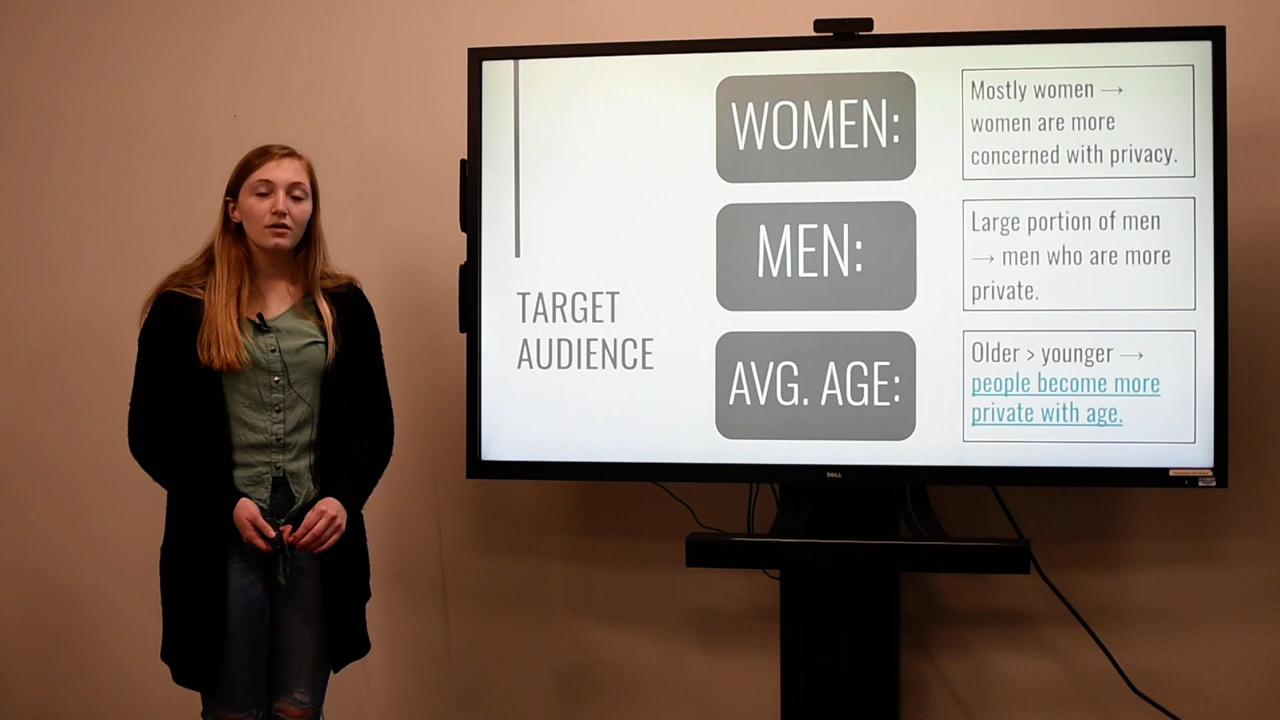 TARGET
AUDIENCE
WOMEN:
Mostly women →
women are more
concerned with privacy.
MEN:
Large portion of men
→ men who are more
private.
AVG. AGE:
Older > younger →
people become more
private with age.
DELL